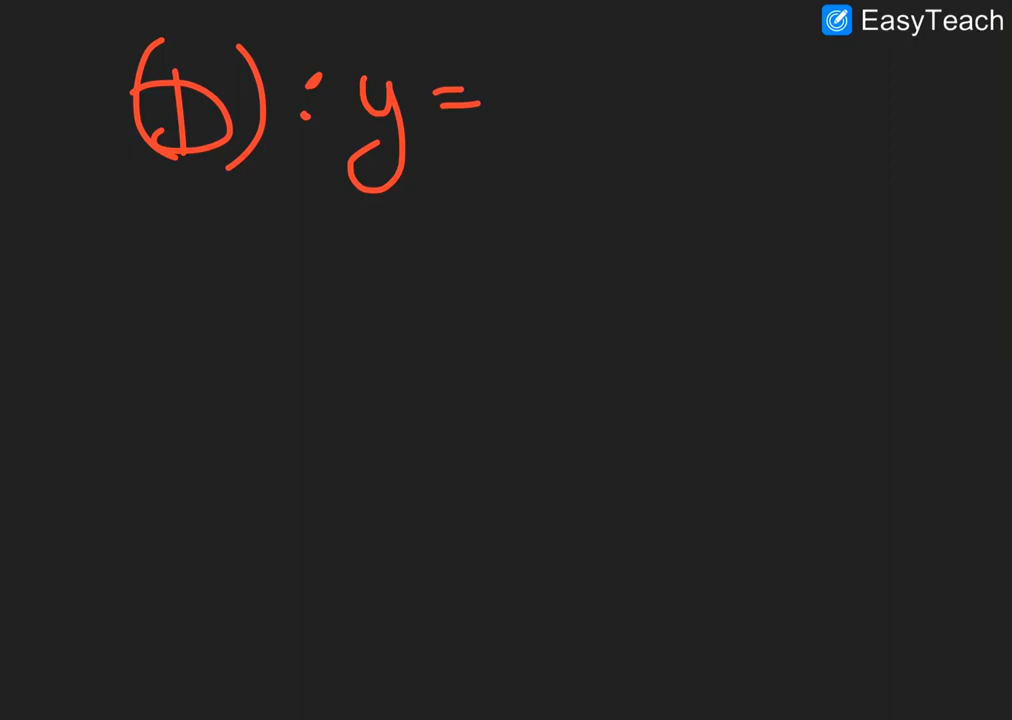 EasyTeach
(D) : y =